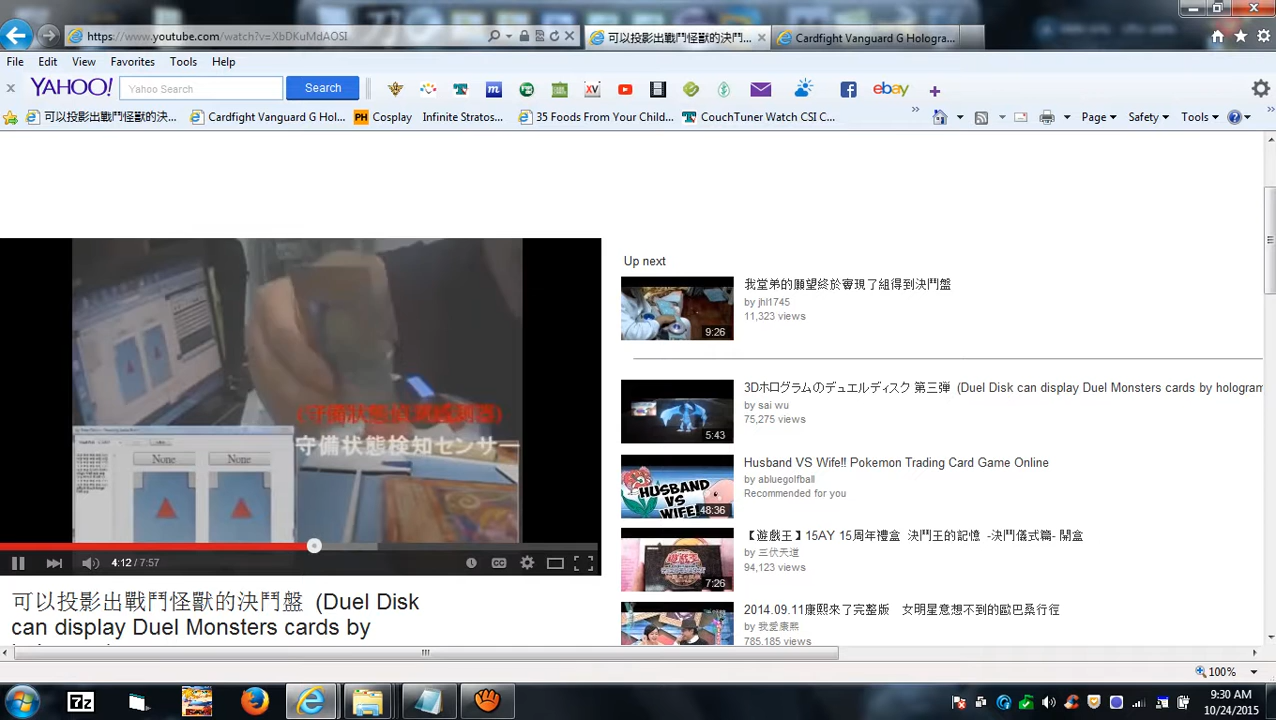 https://www.youtube.com/watch?v=XbDKuMdAOSI
可以投影出戰鬥怪獸的決鬥...
Cardfight Vanguard G Hologra...
File Edit View Favorites Tools Help
YAHOO! Yahoo Search Search
ebay
可以投影出戰鬥怪獸的決... Cardfight Vanguard G Hol... PH Cosplay Infinite Stratos... 35 Foods From Your Child... CouchTuner Watch CSI C... Page Safety Tools
Up next
我堂弟的願望終於實現了組得到決鬥盤
by jhl1745
11,323 views
9:26
3Dホログラムのデュエルディスク 第三弾 (Duel Disk can display Duel Monsters cards by hologram
by sai wu
75,275 views
5:43
Husband VS Wife!! Pokemon Trading Card Game Online
by abluegolfball
Recommended for you
HUSBAND
VS
WIFE!
48:36
【遊戲王】15AY 15周年禮盒 決鬥王的記憶 -決鬥儀式篇- 開盒
by 三伏天道
94,123 views
7:26
2014.09.11康熙來了完整版 女明星意想不到的歐巴桑行徑
by 我愛康熙
785,185 views
守備状態検知センサー
None None
4:12 / 7:57
可以投影出戰鬥怪獸的決鬥盤 (Duel Disk
can display Duel Monsters cards by
100%
7z
9:30 AM
10/24/2015